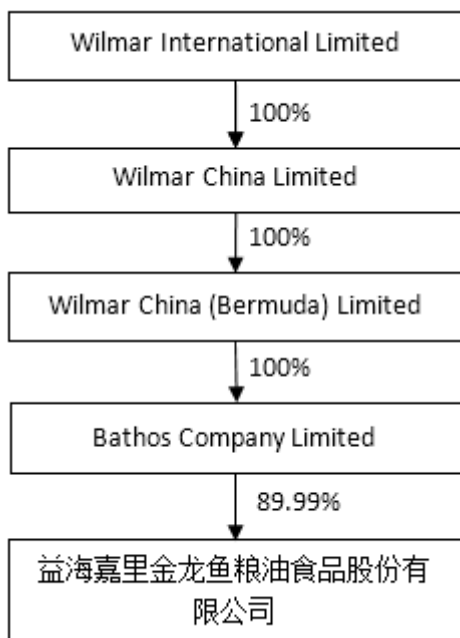 Wilmar International Limited
100%
Wilmar China Limited
100%
Wilmar China (Bermuda) Limited
100%
Bathos Company Limited
89.99%
益海嘉里金龙鱼粮油食品股份有
限公司